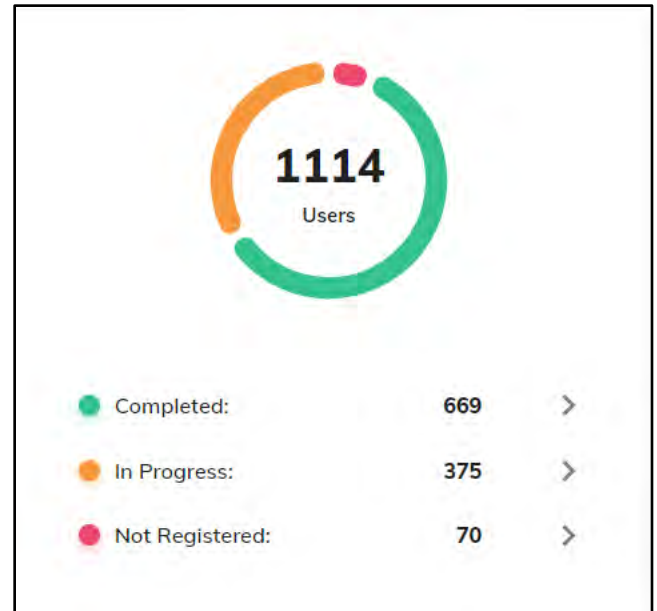 1114
Users
Completed: 669
In Progress: 375
Not Registered: 70